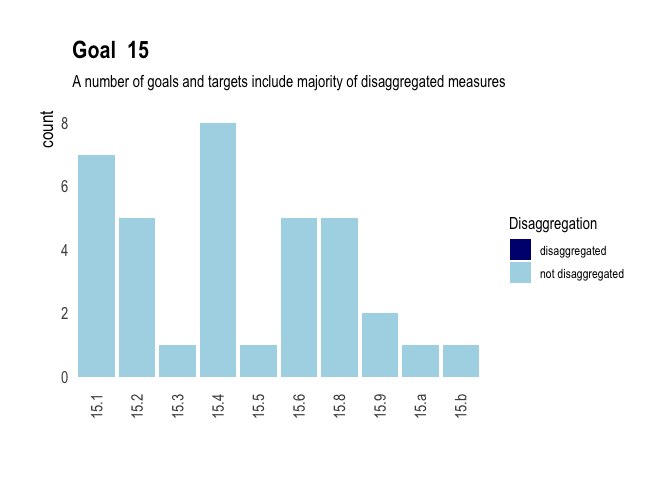 Goal  15
A number of goals and targets include majority of disaggregated measures
count
8
6
4
2
0
15.1
15.2
15.3
15.4
15.5
15.6
15.8
15.9
15.a
15.b
Disaggregation
disaggregated
not disaggregated